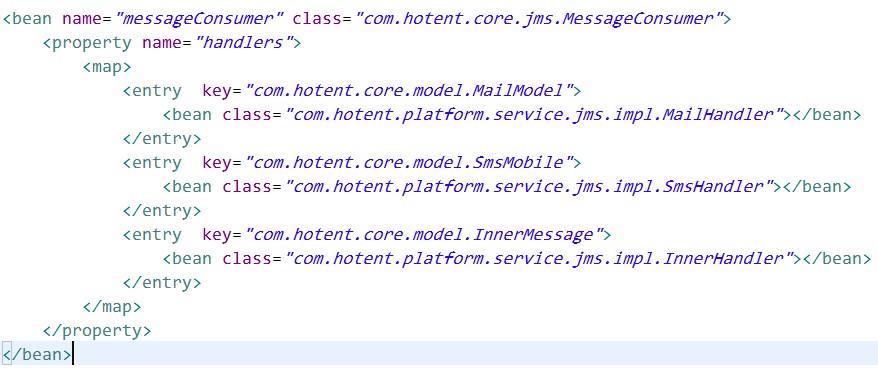 <bean name="messageConsumer" class="com.hotent.core.jms.MessageConsumer">
    <property name="handlers">
        <map>
            <entry  key="com.hotent.core.model.MailModel">
                <bean class="com.hotent.platform.service.jms.impl.MailHandler"></bean>
            </entry>
            <entry  key="com.hotent.core.model.SmsMobile">
                <bean class="com.hotent.platform.service.jms.impl.SmsHandler"></bean>
            </entry>
            <entry  key="com.hotent.core.model.InnerMessage">
                <bean class="com.hotent.platform.service.jms.impl.InnerHandler"></bean>
            </entry>
        </map>
    </property>
</bean>